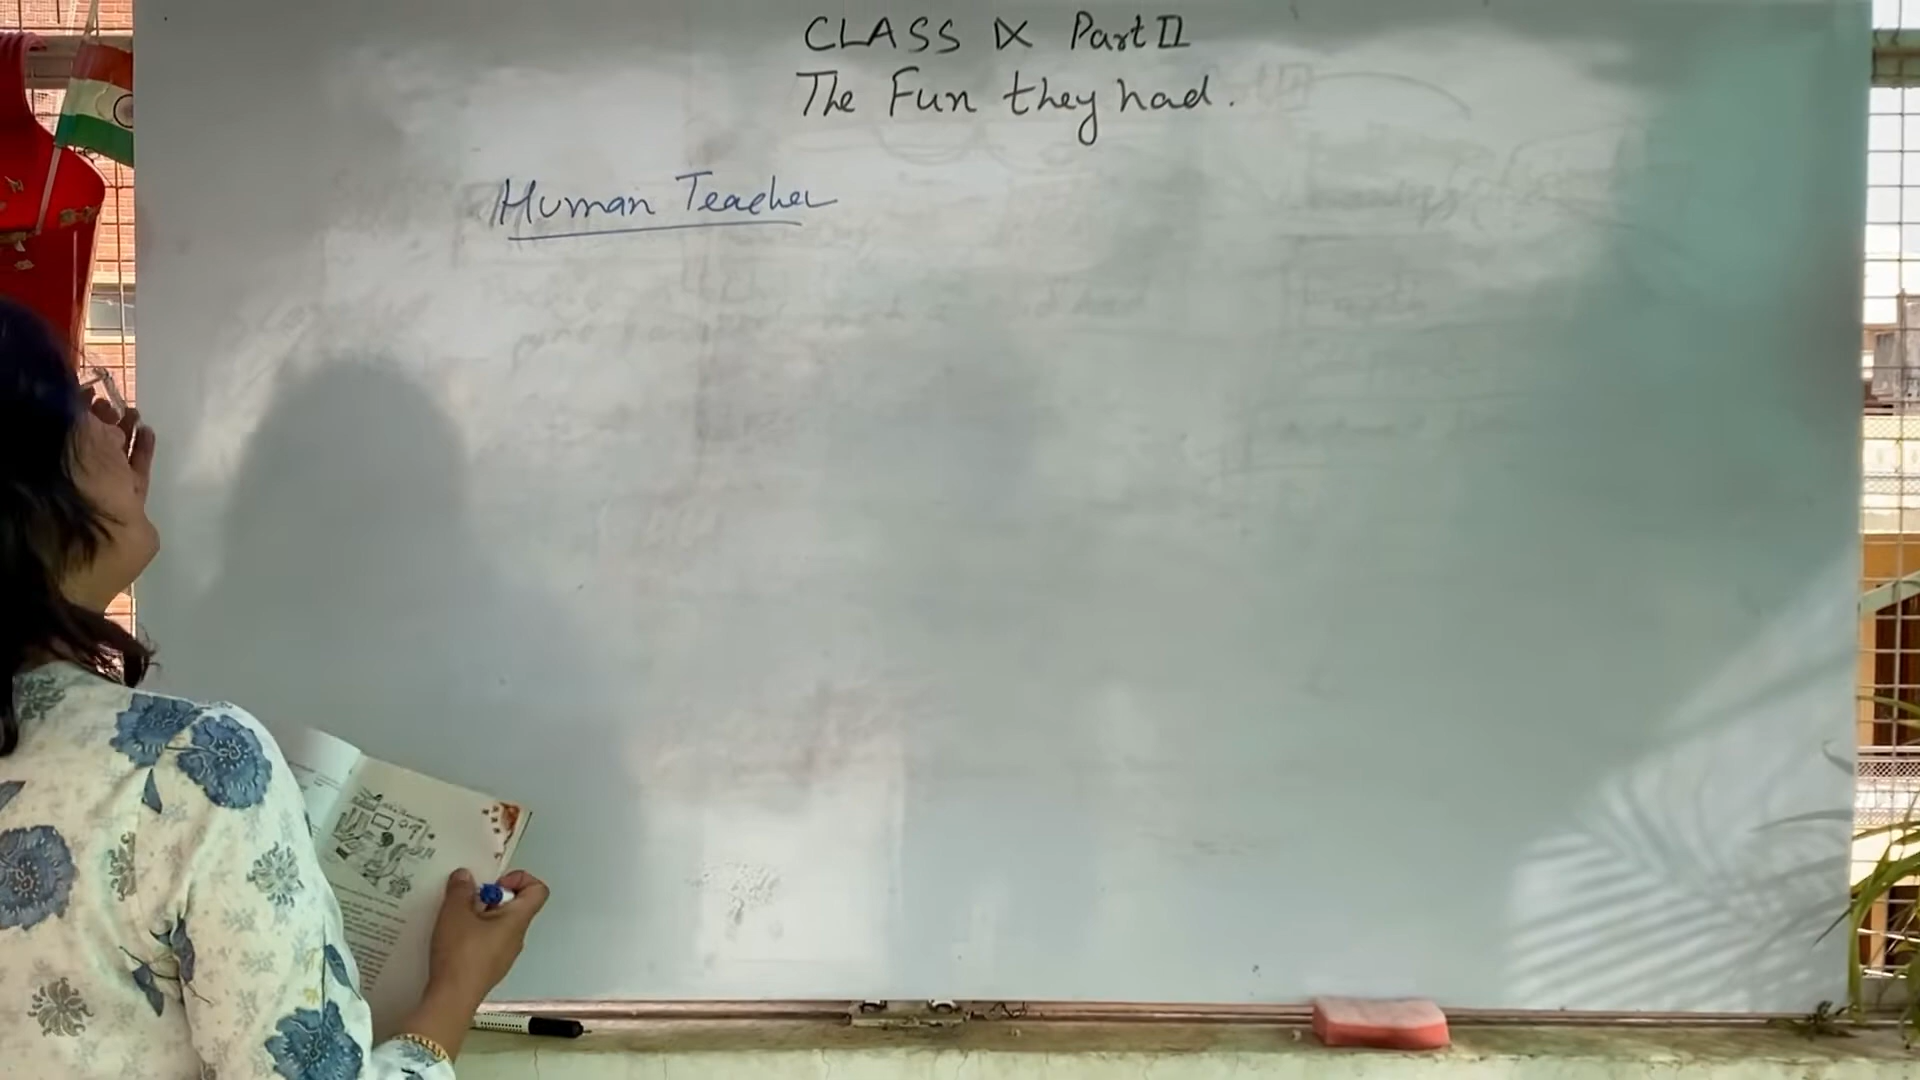 CLASS IX Part II
The Fun they had.
Human Teacher